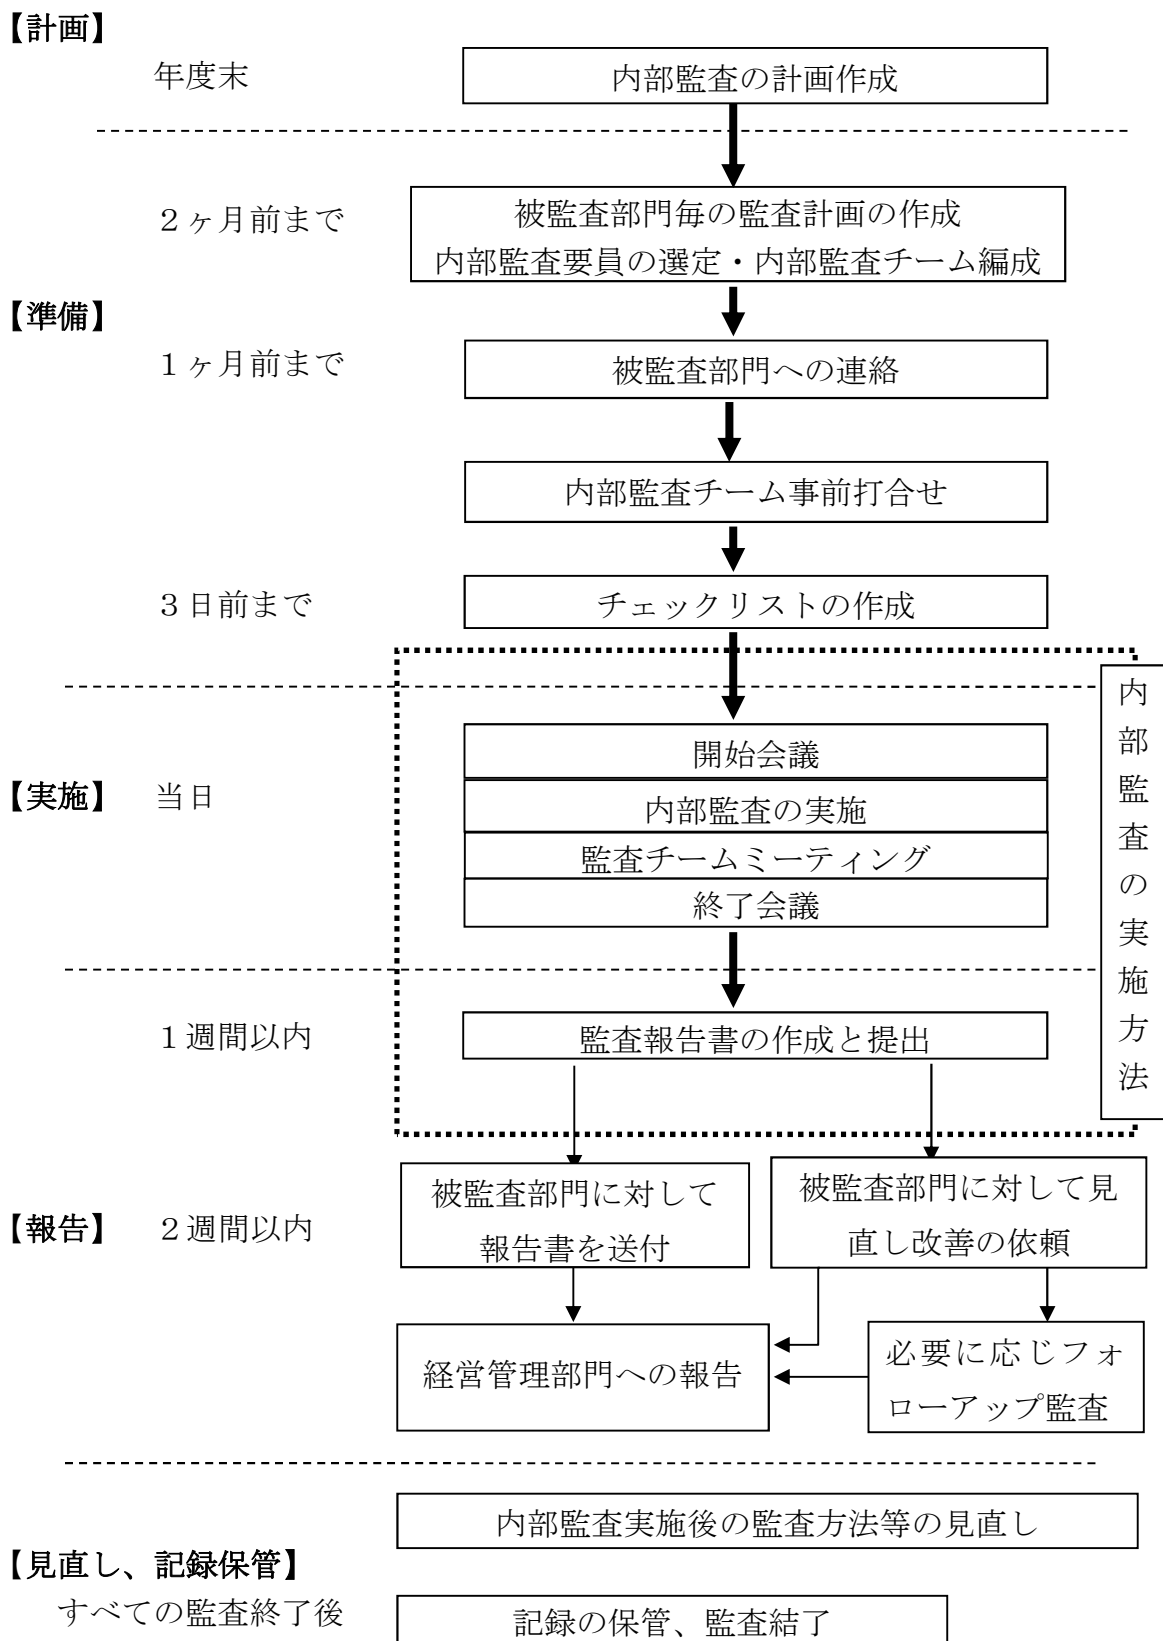 【計画】
年度末
内部監査の計画作成
２ヶ月前まで
被監査部門毎の監査計画の作成
内部監査要員の選定・内部監査チーム編成
【準備】
１ヶ月前まで
被監査部門への連絡
内部監査チーム事前打合せ
３日前まで
チェックリストの作成
内部監査の実施方法
開始会議
【実施】
当日
内部監査の実施
監査チームミーティング
終了会議
１週間以内
監査報告書の作成と提出
【報告】
２週間以内
被監査部門に対して
報告書を送付
被監査部門に対して見
直し改善の依頼
経営管理部門への報告
必要に応じフォ
ローアップ監査
内部監査実施後の監査方法等の見直し
【見直し、記録保管】
すべての監査終了後
記録の保管、監査結了